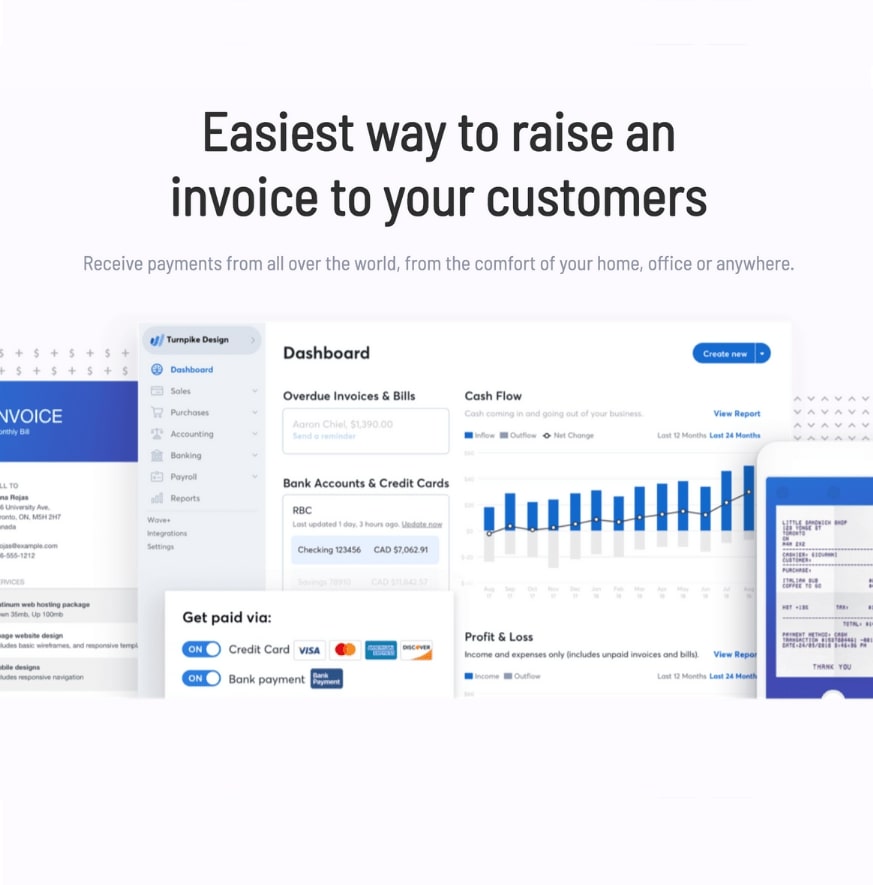 Easiest way to raise an
invoice to your customers
Receive payments from all over the world, from the comfort of your home, office or anywhere.
Turnpike Design
Dashboard
Sales
Purchases
Accounting
Banking
Payroll
Reports
Wave+
Integrations
Settings
Dashboard
Create new
Overdue Invoices & Bills
Aaron Chiel, $1,390.00
Send a reminder
Bank Accounts & Credit Cards
RBC
Last updated 1 day, 3 hours ago. Update now
Checking 123456 CAD $7,062.91
Savings 78910 CAD $11,642.57
Cash Flow
Cash coming in and going out of your business.
View Report
Inflow Outflow Net Change
Last 12 Months Last 24 Months
Aug Sep Oct Nov Dec Jan Feb Mar Apr May Jun Jul Aug
Profit & Loss
Income and expenses only (includes unpaid invoices and bills).
View Repor
Income Outflow
Last 12 Months Last 24 Month
Get paid via:
ON Credit Card VISA DISCOVER
ON Bank payment Bank Payment
NVOICE
onthly Bill
LL TO
na Rojas
6 University Ave,
ronto, ON, M5H 2H7
nada
ojas@example.com
6-555-1212
ERVICES
atinum web hosting package
wn 35mb, Up 100mb
page website design
ludes basic wireframes, and responsive templ
obile designs
ludes responsive navigation
LITTLE SANDWICH SHOP
123 YONGE ST
TORONTO
ON
CASHIER: GIOVANNI
CUSTOMER:
PURCHASE:
ITALIAN SUB
COFFEE TO GO
HST
TAX:
TOTAL:
PAYMENT METHOD: CASH
THANK YOU